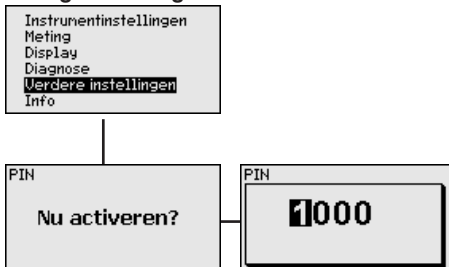 Instrumentinstellingen
Meting
Display
Diagnose
Verdere instellingen
Info
PIN
Nu activeren?
PIN
1000